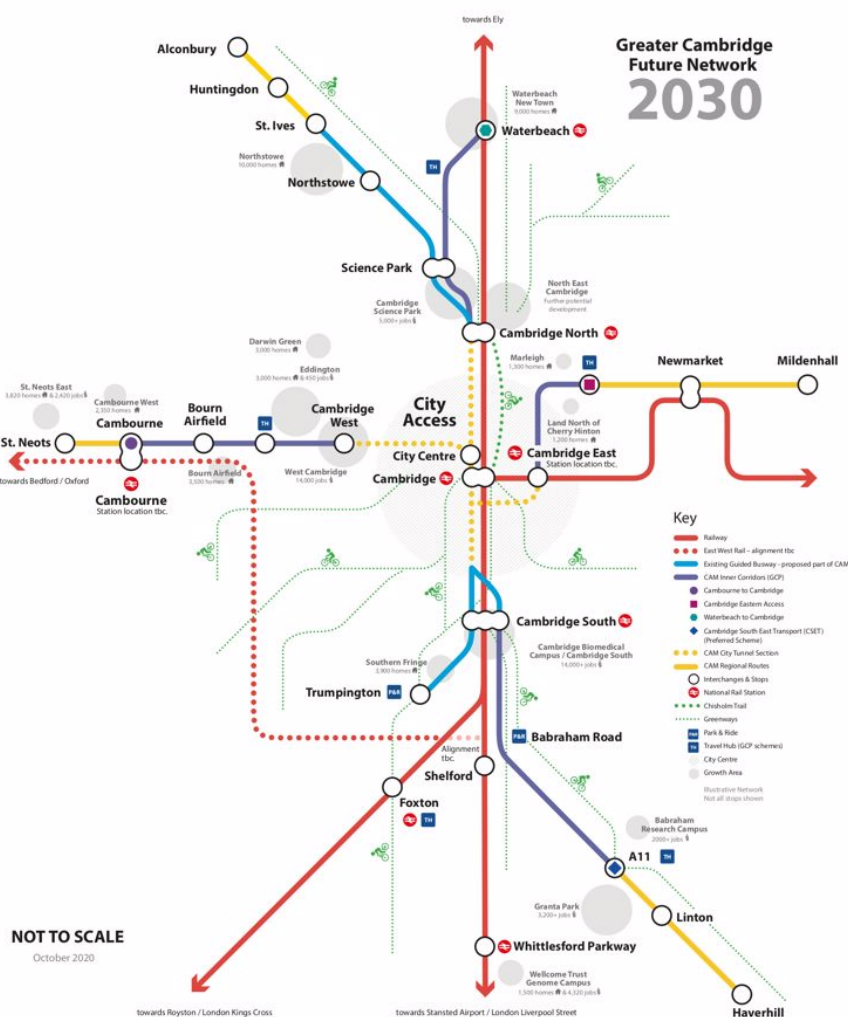 towards Ely
Greater Cambridge
Future Network
2030
Alconbury
Huntingdon
St. Ives
Waterbeach
New Town
9,000 homes
Waterbeach
TH
Northstowe
10,000 homes
Northstowe
Science Park
Cambridge
Science Park
5,000+ jobs
North East
Cambridge
Further potential
development
Cambridge North
Darwin Green
3,000 homes
Eddington
3,000 homes & 450 jobs
Marleigh
1,300 homes
TH
Newmarket
Mildenhall
St. Neots East
3,820 homes & 2,420 jobs
Cambourne West
2,350 homes
Cambourne
Bourn
Airfield
TH
Cambridge
West
City
Access
Land North of
Cherry Hinton
1,200 homes
St. Neots
City Centre
Cambridge East
Station location tbc.
Cambridge
towards Bedford / Oxford
Cambourne
Station location tbc.
Bourn Airfield
3,500 homes
West Cambridge
14,000 jobs
Key
Railway
East West Rail – alignment tbc
Existing Guided Busway - proposed part of CAM
CAM Inner Corridors (GCP)
Cambourne to Cambridge
Cambridge Eastern Access
Waterbeach to Cambridge
Cambridge South East Transport (CSET)
(Preferred Scheme)
CAM City Tunnel Section
CAM Regional Routes
Interchanges & Stops
National Rail Station
Chisholm Trail
Greenways
P&R Park & Ride
TH Travel Hub (GCP schemes)
City Centre
Growth Area
Illustrative Network
Not all stops shown
Cambridge South
Cambridge Biomedical
Campus / Cambridge South
14,000+ jobs
Southern Fringe
3,900 homes
Trumpington P&R
P&R Babraham Road
Alignment
tbc.
Shelford
Foxton
TH
Babraham
Research Campus
2000+ jobs
A11 TH
Granta Park
3,200+ jobs
Linton
NOT TO SCALE
October 2020
Whittlesford Parkway
Wellcome Trust
Genome Campus
1,500 homes & 4,320 jobs
Haverhill
towards Royston / London Kings Cross
towards Stansted Airport / London Liverpool Street